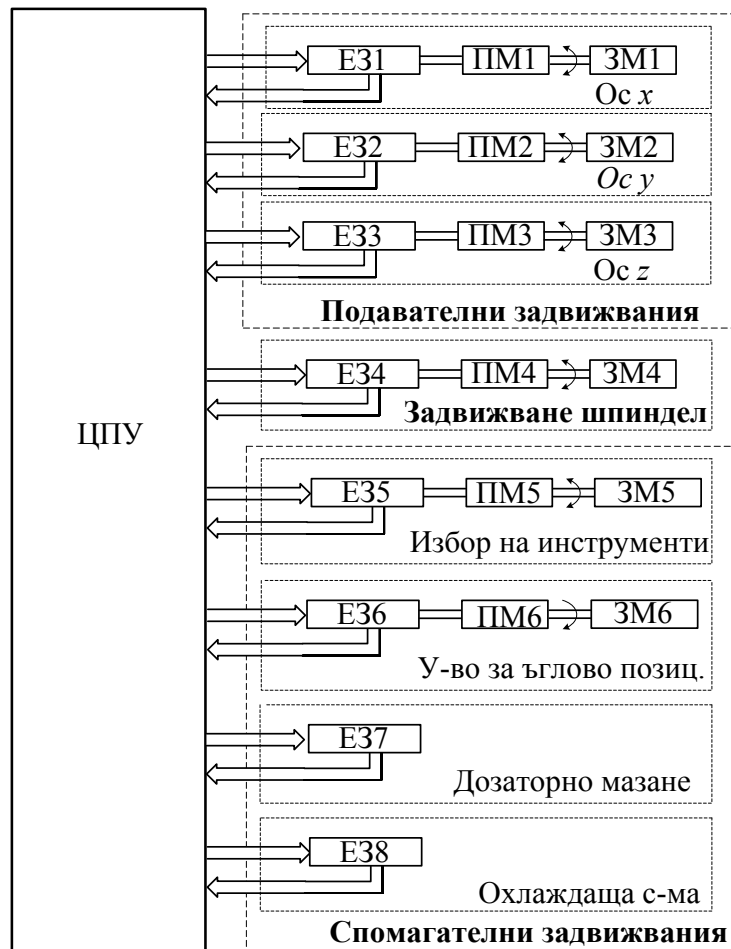 ЦПУ
ЕЗ1 ПМ1 ЗМ1
Ос x
ЕЗ2 ПМ2 ЗМ2
Ос y
ЕЗ3 ПМ3 ЗМ3
Ос z
Подавателни задвижвания
ЕЗ4 ПМ4 ЗМ4
Задвижване шпиндел
ЕЗ5 ПМ5 ЗМ5
Избор на инструменти
ЕЗ6 ПМ6 ЗМ6
У-во за ъглово позиц.
ЕЗ7
Дозаторно мазане
ЕЗ8
Охлаждаща с-ма
Спомагателни задвижвания